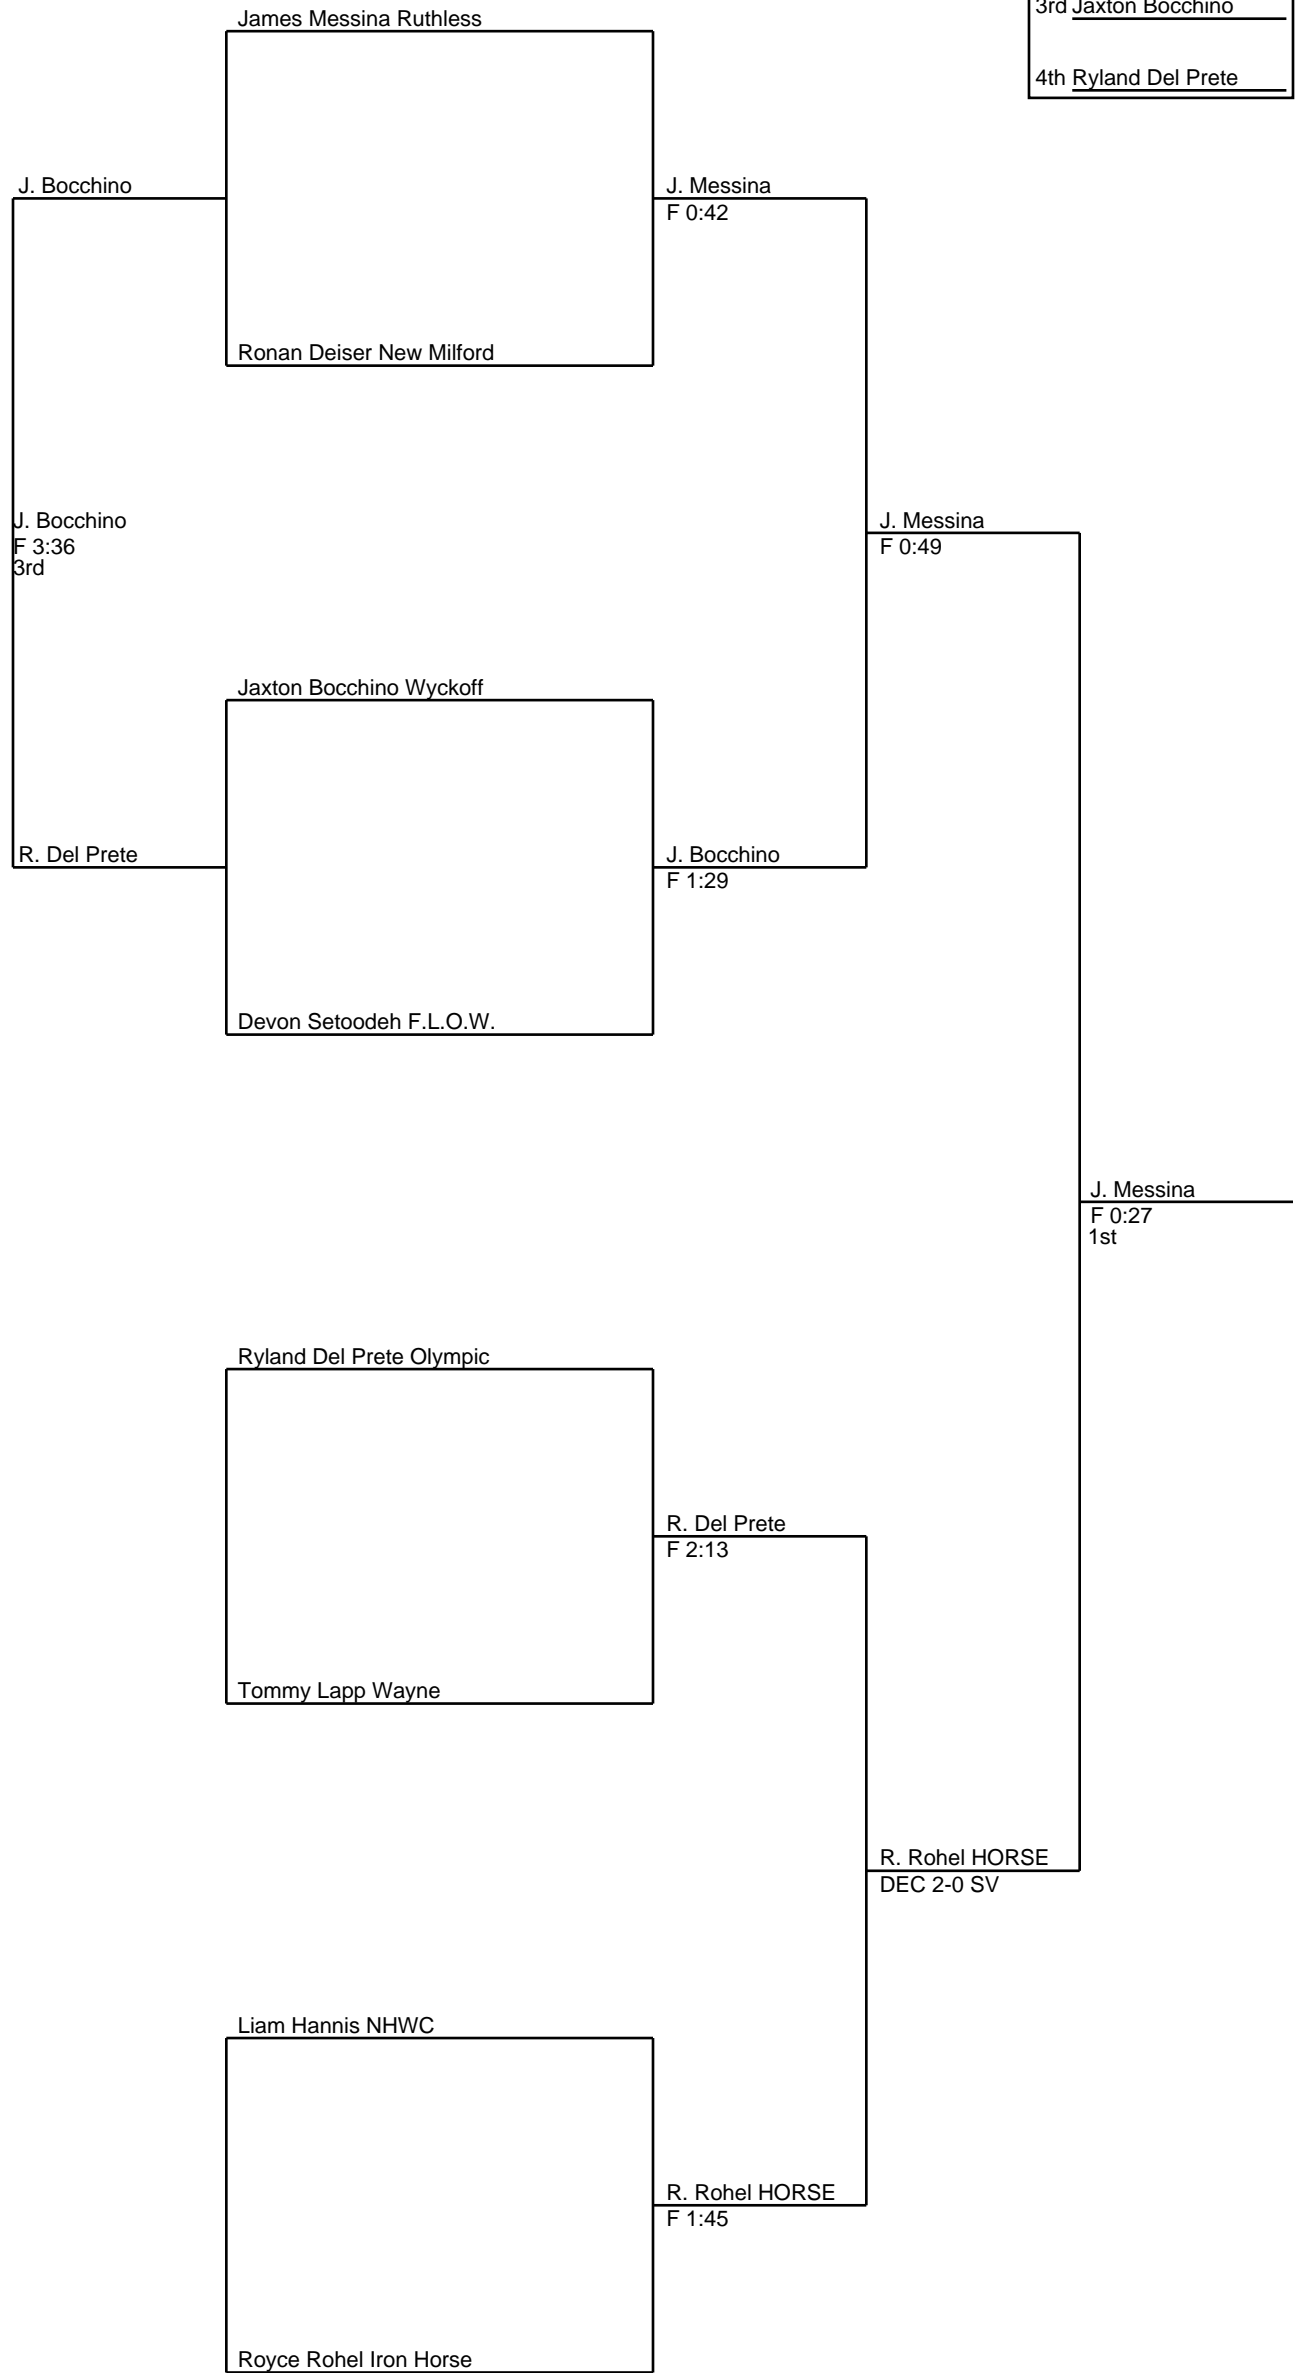 3rd Jaxton Bocchino
4th Ryland Del Prete
James Messina Ruthless
J. Bocchino
J. Messina
F 0:42
Ronan Deiser New Milford
J. Bocchino
F 3:36
3rd
J. Messina
F 0:49
Jaxton Bocchino Wyckoff
R. Del Prete
J. Bocchino
F 1:29
Devon Setoodeh F.L.O.W.
J. Messina
F 0:27
1st
Ryland Del Prete Olympic
R. Del Prete
F 2:13
Tommy Lapp Wayne
R. Rohel HORSE
DEC 2-0 SV
Liam Hannis NHWC
R. Rohel HORSE
F 1:45
Royce Rohel Iron Horse